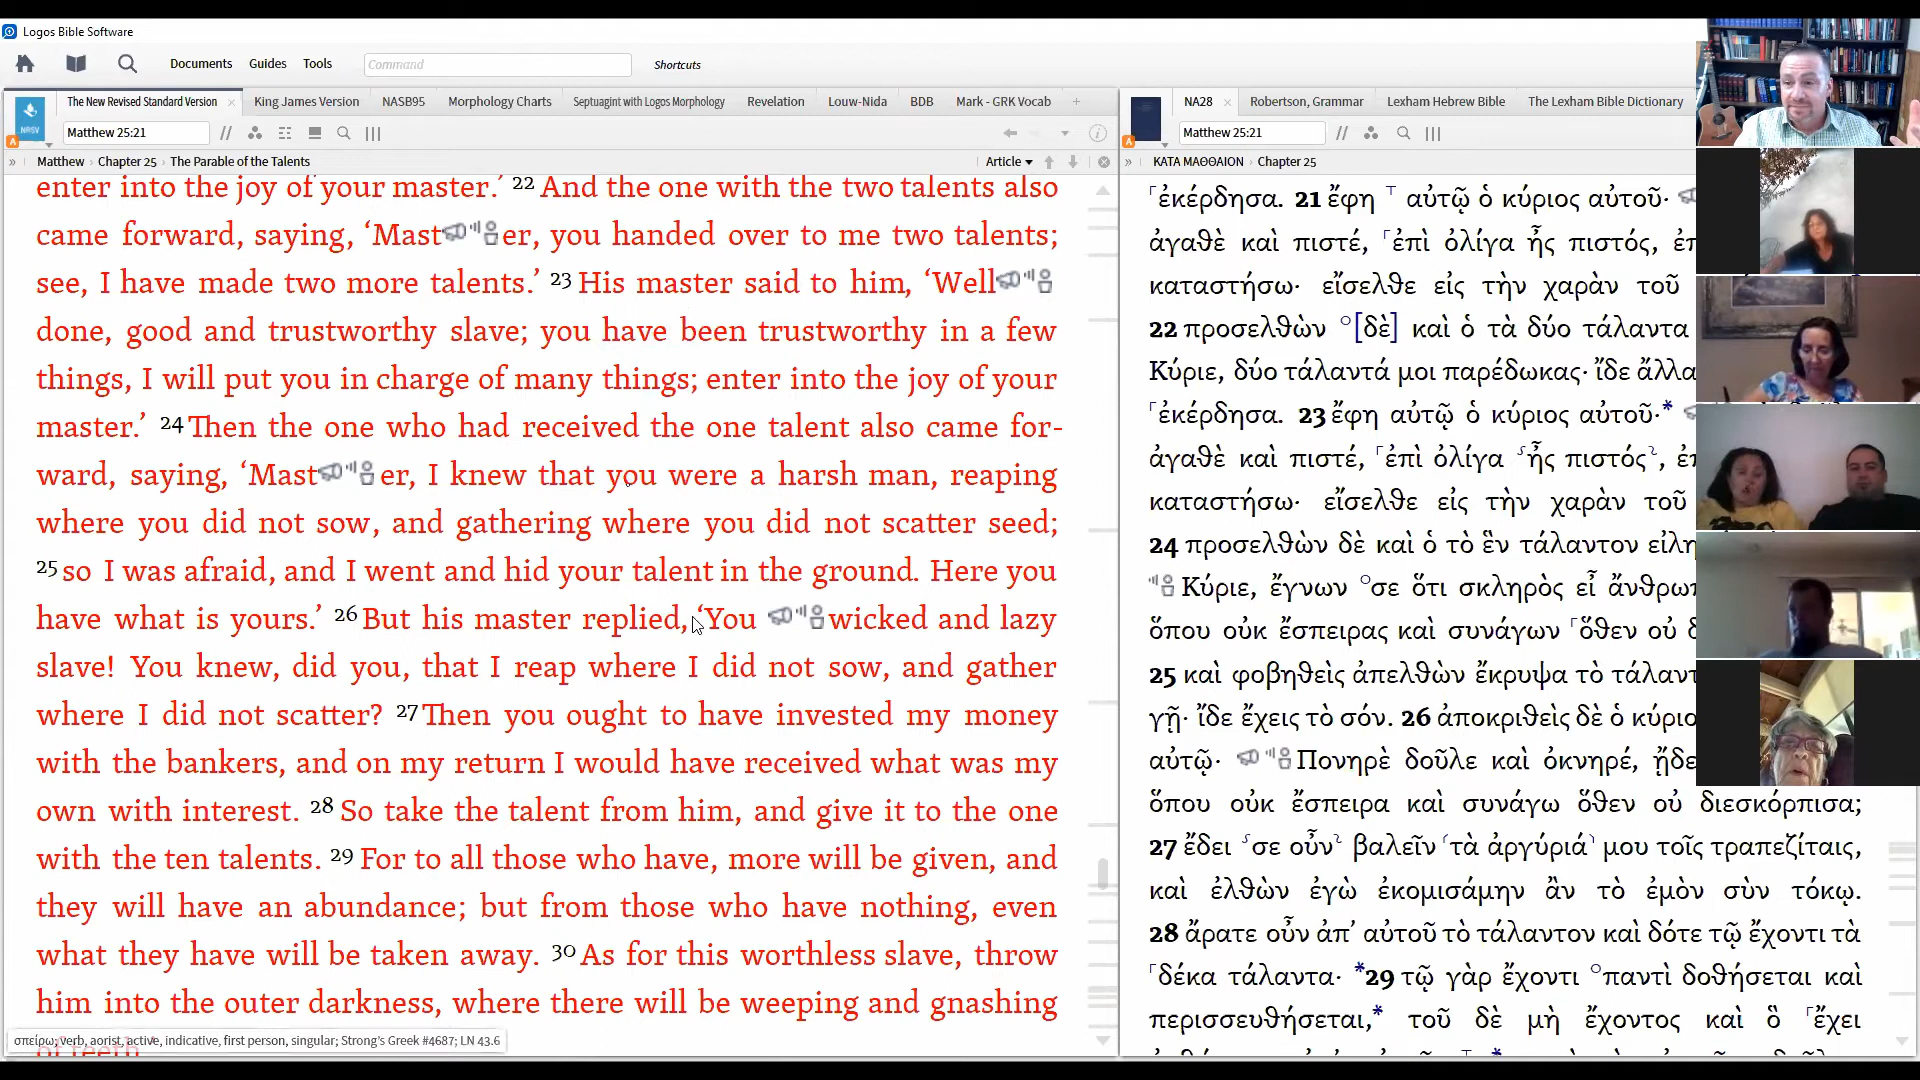 Logos Bible Software
Documents Guides Tools Command Shortcuts
The New Revised Standard Version King James Version NASB95 Morphology Charts Septuagint with Logos Morphology Revelation Louw-Nida BDB Mark - GRK Vocab
NRSV Matthew 25:21
Matthew › Chapter 25 › The Parable of the Talents Article
enter into the joy of your master.’ 22 And the one with the two talents also
came forward, saying, ‘Master, you handed over to me two talents;
see, I have made two more talents.’ 23 His master said to him, ‘Well
done, good and trustworthy slave; you have been trustworthy in a few
things, I will put you in charge of many things; enter into the joy of your
master.’ 24 Then the one who had received the one talent also came for-
ward, saying, ‘Master, I knew that you were a harsh man, reaping
where you did not sow, and gathering where you did not scatter seed;
25 so I was afraid, and I went and hid your talent in the ground. Here you
have what is yours.’ 26 But his master replied, ‘You wicked and lazy
slave! You knew, did you, that I reap where I did not sow, and gather
where I did not scatter? 27 Then you ought to have invested my money
with the bankers, and on my return I would have received what was my
own with interest. 28 So take the talent from him, and give it to the one
with the ten talents. 29 For to all those who have, more will be given, and
they will have an abundance; but from those who have nothing, even
what they have will be taken away. 30 As for this worthless slave, throw
him into the outer darkness, where there will be weeping and gnashing
of teeth
σπείρω; verb, aorist, active, indicative, first person, singular; Strong’s Greek #4687; LN 43.6
NA28 Robertson, Grammar Lexham Hebrew Bible The Lexham Bible Dictionary
Matthew 25:21
ΚΑΤΑ ΜΑΘΘΑΙΟΝ › Chapter 25
⸀ἐκέρδησα. 21 ἔφη ⸆ αὐτῷ ὁ κύριος αὐτοῦ·
ἀγαθὲ καὶ πιστέ, ⸀ἐπὶ ὀλίγα ἦς πιστός,
καταστήσω· εἴσελθε εἰς τὴν χαρὰν τοῦ
22 προσελθὼν ⸰[δὲ] καὶ ὁ τὰ δύο τάλαντα
Κύριε, δύο τάλαντά μοι παρέδωκας· ἴδε ἄλλα
⸀ἐκέρδησα. 23 ἔφη αὐτῷ ὁ κύριος αὐτοῦ·*
ἀγαθὲ καὶ πιστέ, ⸀ἐπὶ ὀλίγα ⸉ἦς πιστός⸊,
καταστήσω· εἴσελθε εἰς τὴν χαρὰν τοῦ
24 προσελθὼν δὲ καὶ ὁ τὸ ἓν τάλαντον εἰλη
Κύριε, ἔγνων ⸰σε ὅτι σκληρὸς εἶ ἄνθρωπ
ὅπου οὐκ ἔσπειρας καὶ συνάγων ⸀ὅθεν οὐ
25 καὶ φοβηθεὶς ἀπελθὼν ἔκρυψα τὸ τάλαντ
γῇ· ἴδε ἔχεις τὸ σόν. 26 ἀποκριθεὶς δὲ ὁ κύριο
αὐτῷ· Πονηρὲ δοῦλε καὶ ὀκνηρέ, ᾔδε
ὅπου οὐκ ἔσπειρα καὶ συνάγω ὅθεν οὐ διεσκόρπισα;
27 ἔδει ⸉σε οὖν⸊ βαλεῖν ⸂τὰ ἀργύριά⸃ μου τοῖς τραπεζίταις,
καὶ ἐλθὼν ἐγὼ ἐκομισάμην ἂν τὸ ἐμὸν σὺν τόκῳ.
28 ἄρατε οὖν ἀπ’ αὐτοῦ τὸ τάλαντον καὶ δότε τῷ ἔχοντι τὰ
⸀δέκα τάλαντα· *29 τῷ γὰρ ἔχοντι ⸰παντὶ δοθήσεται καὶ
περισσευθήσεται,* τοῦ δὲ μὴ ἔχοντος καὶ ὃ ⸀ἔχει